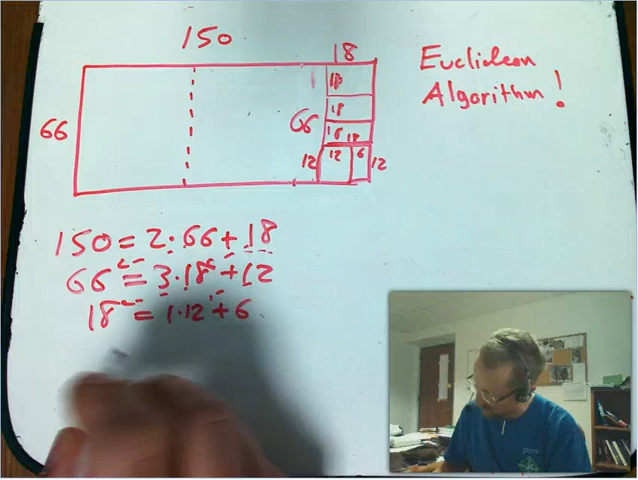 150
18
Euclidean
Algorithm!
66
18
18
66
18 18
12
12
6
12
150 = 2·66 + 18
66 = 3·18 + 12
18 = 1·12 + 6